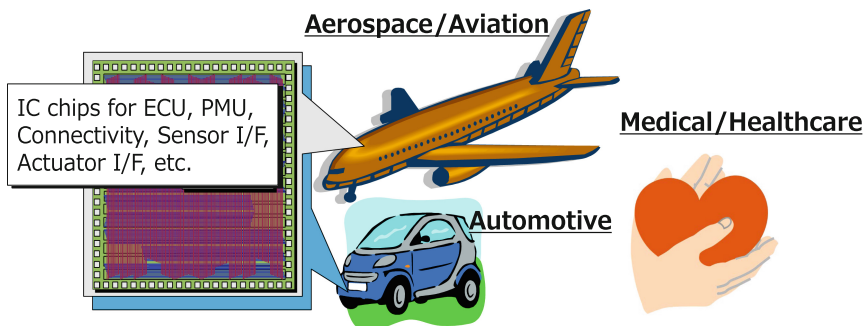 Aerospace/Aviation
IC chips for ECU, PMU,
Connectivity, Sensor I/F,
Actuator I/F, etc.
Medical/Healthcare
Automotive